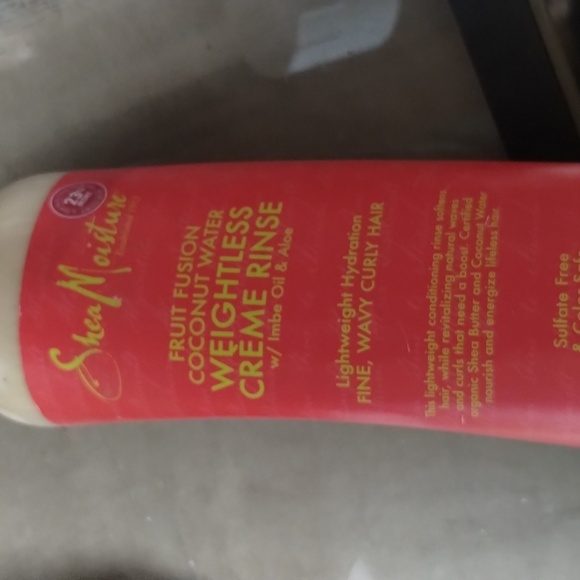 23%
SheaMoisture
FRUIT FUSION
COCONUT WATER
WEIGHTLESS
CREME RINSE
w/ Imbe Oil & Aloe
Lightweight Hydration
FINE, WAVY CURLY HAIR
This lightweight conditioning rinse softens
hair, while revitalizing natural waves
and curls that need a boost. Certified
organic Shea Butter and Coconut Water
nourish and energize lifeless hair
Sulfate Free
&